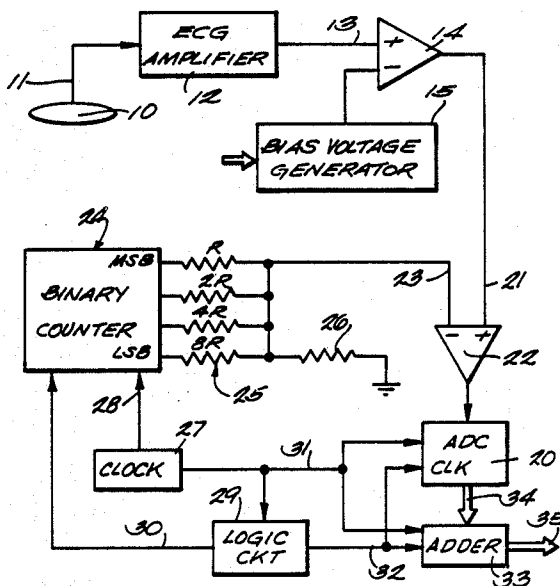 ECG
AMPLIFIER
12
11
10
13
+
-
14
15
BIAS VOLTAGE
GENERATOR
24
BINARY
COUNTER
MSB
LSB
R
2R
4R
8R
25
26
23
21
- +
22
28
27
CLOCK
31
ADC
CLK
20
34
29
30
LOGIC
CKT
32
ADDER
33
35